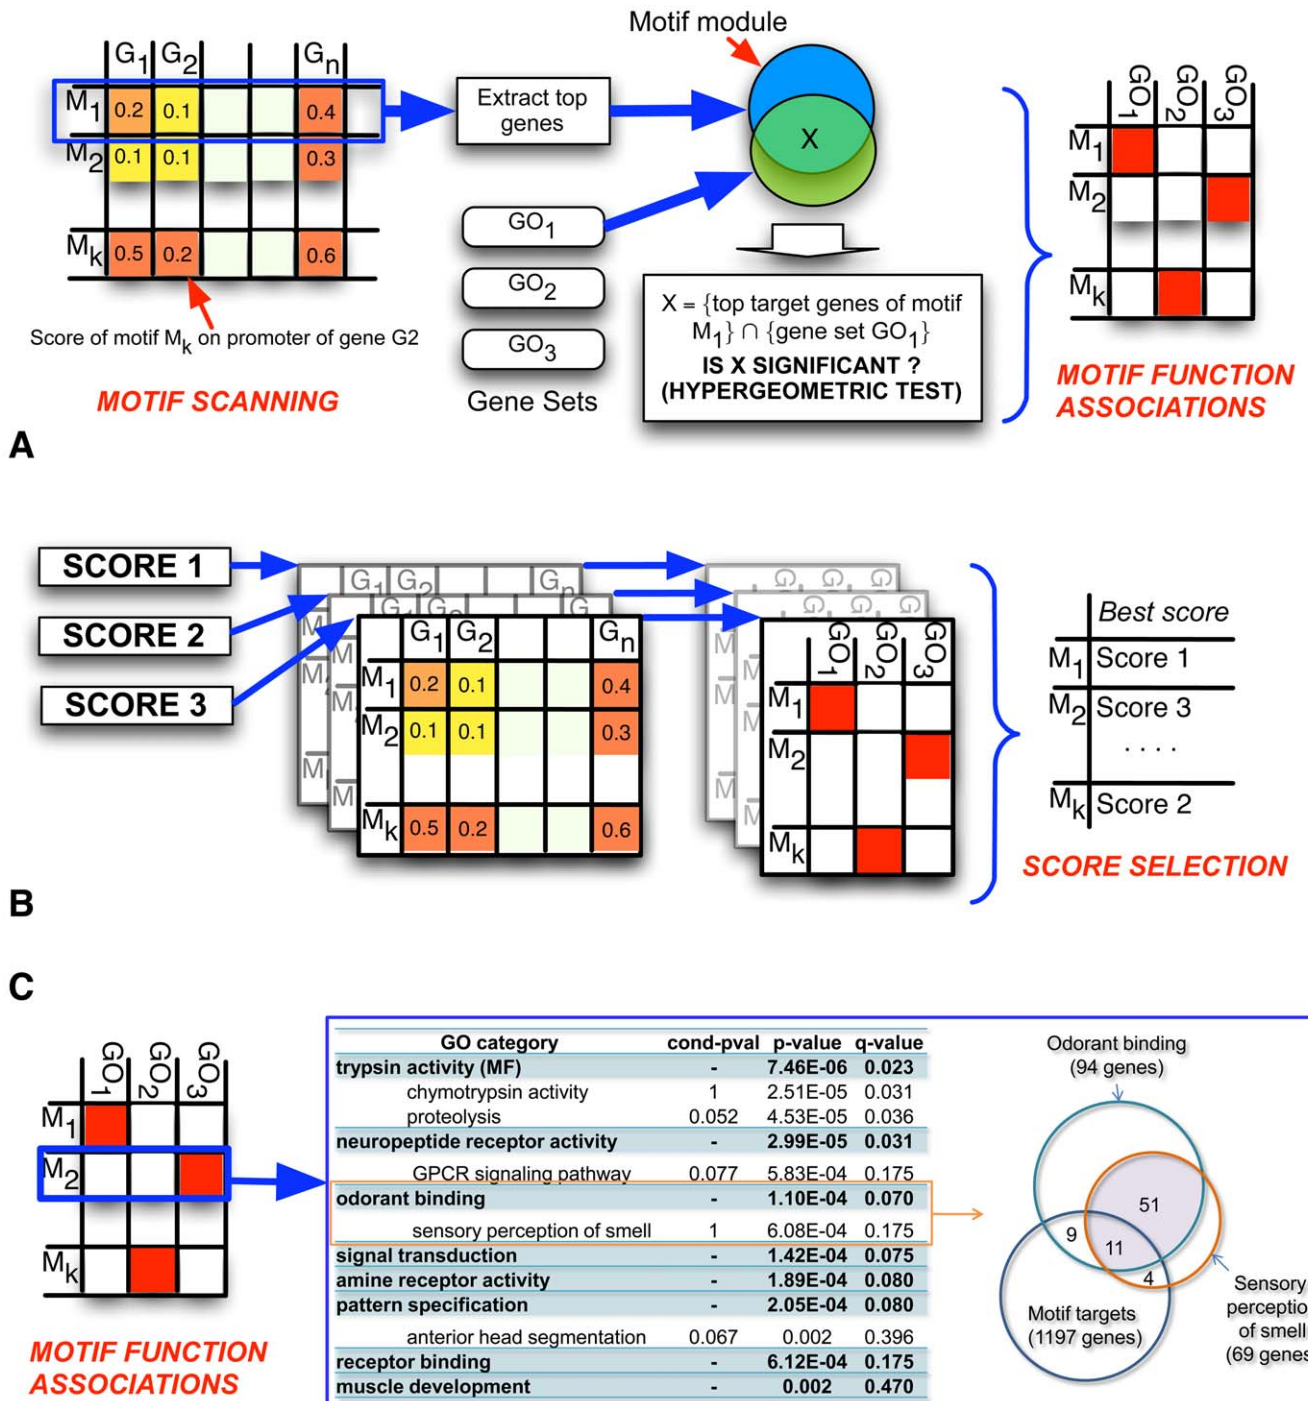 Motif module
G1 G2 Gn
M1 0.2 0.1 0.4
M2 0.1 0.1 0.3
Mk 0.5 0.2 0.6
Score of motif Mk on promoter of gene G2
MOTIF SCANNING
Extract top
genes
GO1
GO2
GO3
Gene Sets
X
X = {top target genes of motif
M1} ∩ {gene set GO1}
IS X SIGNIFICANT ?
(HYPERGEOMETRIC TEST)
GO1 GO2 GO3
M1
M2
Mk
MOTIF FUNCTION
ASSOCIATIONS
A
SCORE 1
SCORE 2
SCORE 3
G1 G2 Gn
G1 G2 G
M
M
M
M
G1 G2 Gn
M1 0.2 0.1 0.4
M2 0.1 0.1 0.3
Mk 0.5 0.2 0.6
GO1 GO2 GO3
M1
M2
Mk
Best score
M1 Score 1
M2 Score 3
. . . .
Mk Score 2
SCORE SELECTION
B
C
GO1 GO2 GO3
M1
M2
Mk
MOTIF FUNCTION
ASSOCIATIONS
GO category cond-pval p-value q-value
trypsin activity (MF) - 7.46E-06 0.023
chymotrypsin activity 1 2.51E-05 0.031
proteolysis 0.052 4.53E-05 0.036
neuropeptide receptor activity - 2.99E-05 0.031
GPCR signaling pathway 0.077 5.83E-04 0.175
odorant binding - 1.10E-04 0.070
sensory perception of smell 1 6.08E-04 0.175
signal transduction - 1.42E-04 0.075
amine receptor activity - 1.89E-04 0.080
pattern specification - 2.05E-04 0.080
anterior head segmentation 0.067 0.002 0.396
receptor binding - 6.12E-04 0.175
muscle development - 0.002 0.470
Odorant binding
(94 genes)
51
9
11
4
Motif targets
(1197 genes)
Sensory
perceptio
of smell
(69 genes